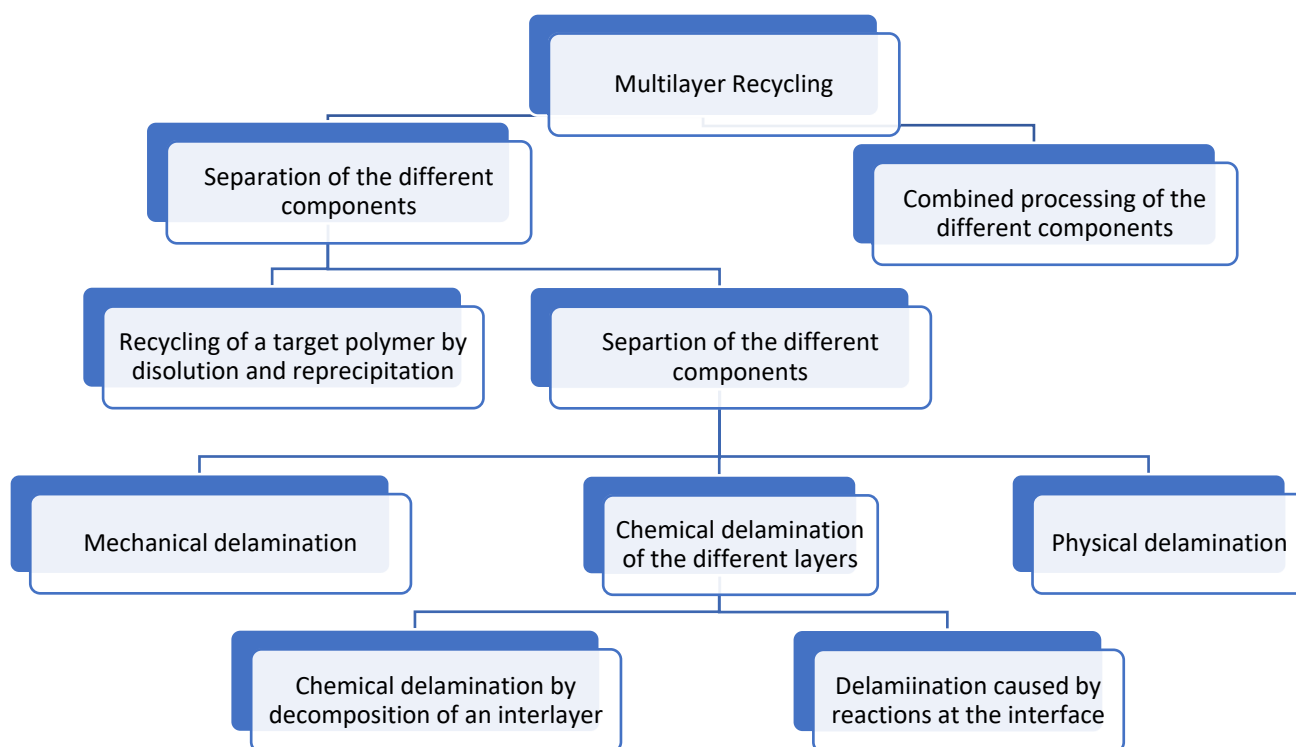 Multilayer Recycling
Separation of the different
components
Combined processing of the
different components
Recycling of a target polymer by
disolution and reprecipitation
Separtion of the different
components
Mechanical delamination
Chemical delamination
of the different layers
Physical delamination
Chemical delamination by
decomposition of an interlayer
Delamiination caused by
reactions at the interface